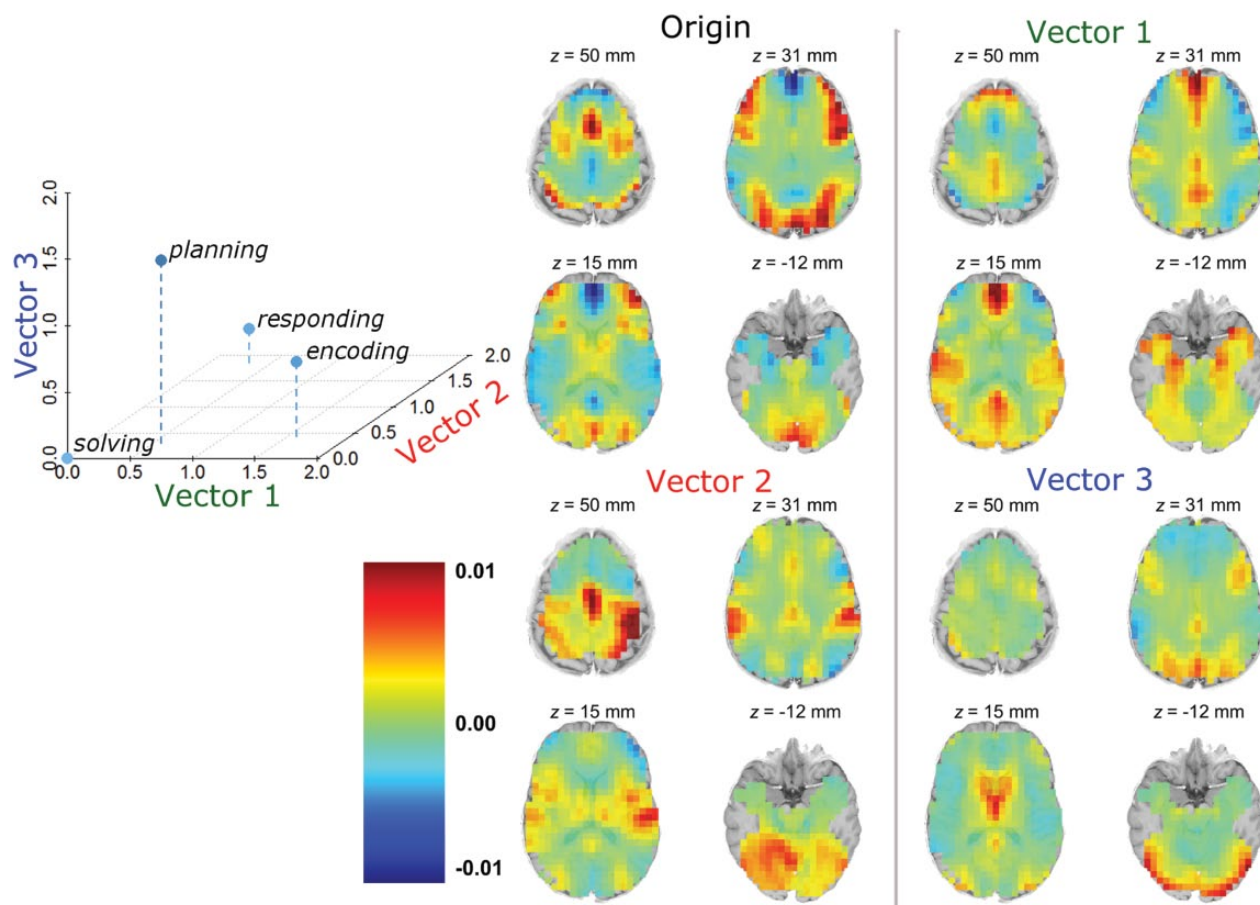 Origin
z = 50 mm
z = 31 mm
z = 15 mm
z = -12 mm
Vector 1
z = 50 mm
z = 31 mm
z = 15 mm
z = -12 mm
Vector 3
2.0
1.5
1.0
0.5
0.0
planning
responding
encoding
solving
0.0
0.5
1.0
1.5
2.0
Vector 1
0.0
0.5
1.0
1.5
2.0
Vector 2
Vector 2
z = 50 mm
z = 31 mm
z = 15 mm
z = -12 mm
Vector 3
z = 50 mm
z = 31 mm
z = 15 mm
z = -12 mm
0.01
0.00
-0.01